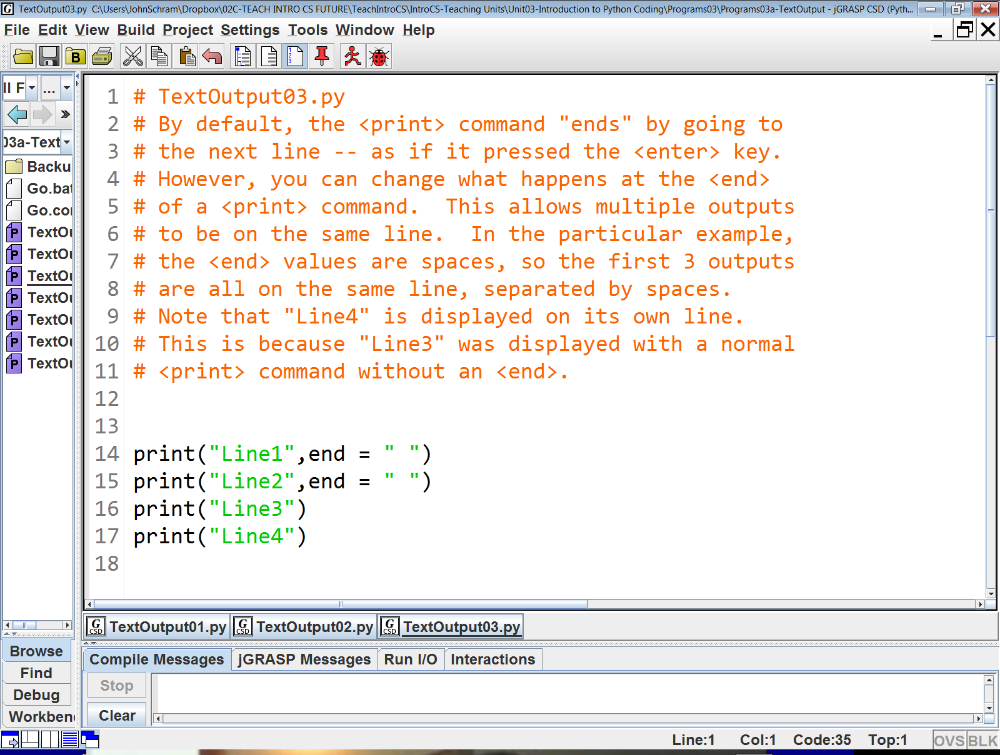 TextOutput03.py C:\Users\JohnSchram\Dropbox\02C-TEACH INTRO CS FUTURE\TeachIntroCS\IntroCS-Teaching Units\Unit03-Introduction to Python Coding\Programs03\Programs03a-TextOutput - jGRASP CSD (Pyth...
File Edit View Build Project Settings Tools Window Help
ll F ...
03a-Text
Backu
Go.bat
Go.co
TextOu
TextOu
TextOu
TextOu
TextOu
TextOu
TextOu
1 # TextOutput03.py
2 # By default, the <print> command "ends" by going to
3 # the next line -- as if it pressed the <enter> key.
4 # However, you can change what happens at the <end>
5 # of a <print> command.  This allows multiple outputs
6 # to be on the same line.  In the particular example,
7 # the <end> values are spaces, so the first 3 outputs
8 # are all on the same line, separated by spaces.
9 # Note that "Line4" is displayed on its own line.
10 # This is because "Line3" was displayed with a normal
11 # <print> command without an <end>.
12
13
14 print("Line1",end = " ")
15 print("Line2",end = " ")
16 print("Line3")
17 print("Line4")
18
TextOutput01.py TextOutput02.py TextOutput03.py
Browse
Find
Debug
Workben
Compile Messages jGRASP Messages Run I/O Interactions
Stop
Clear
Line:1 Col:1 Code:35 Top:1 OVS BLK